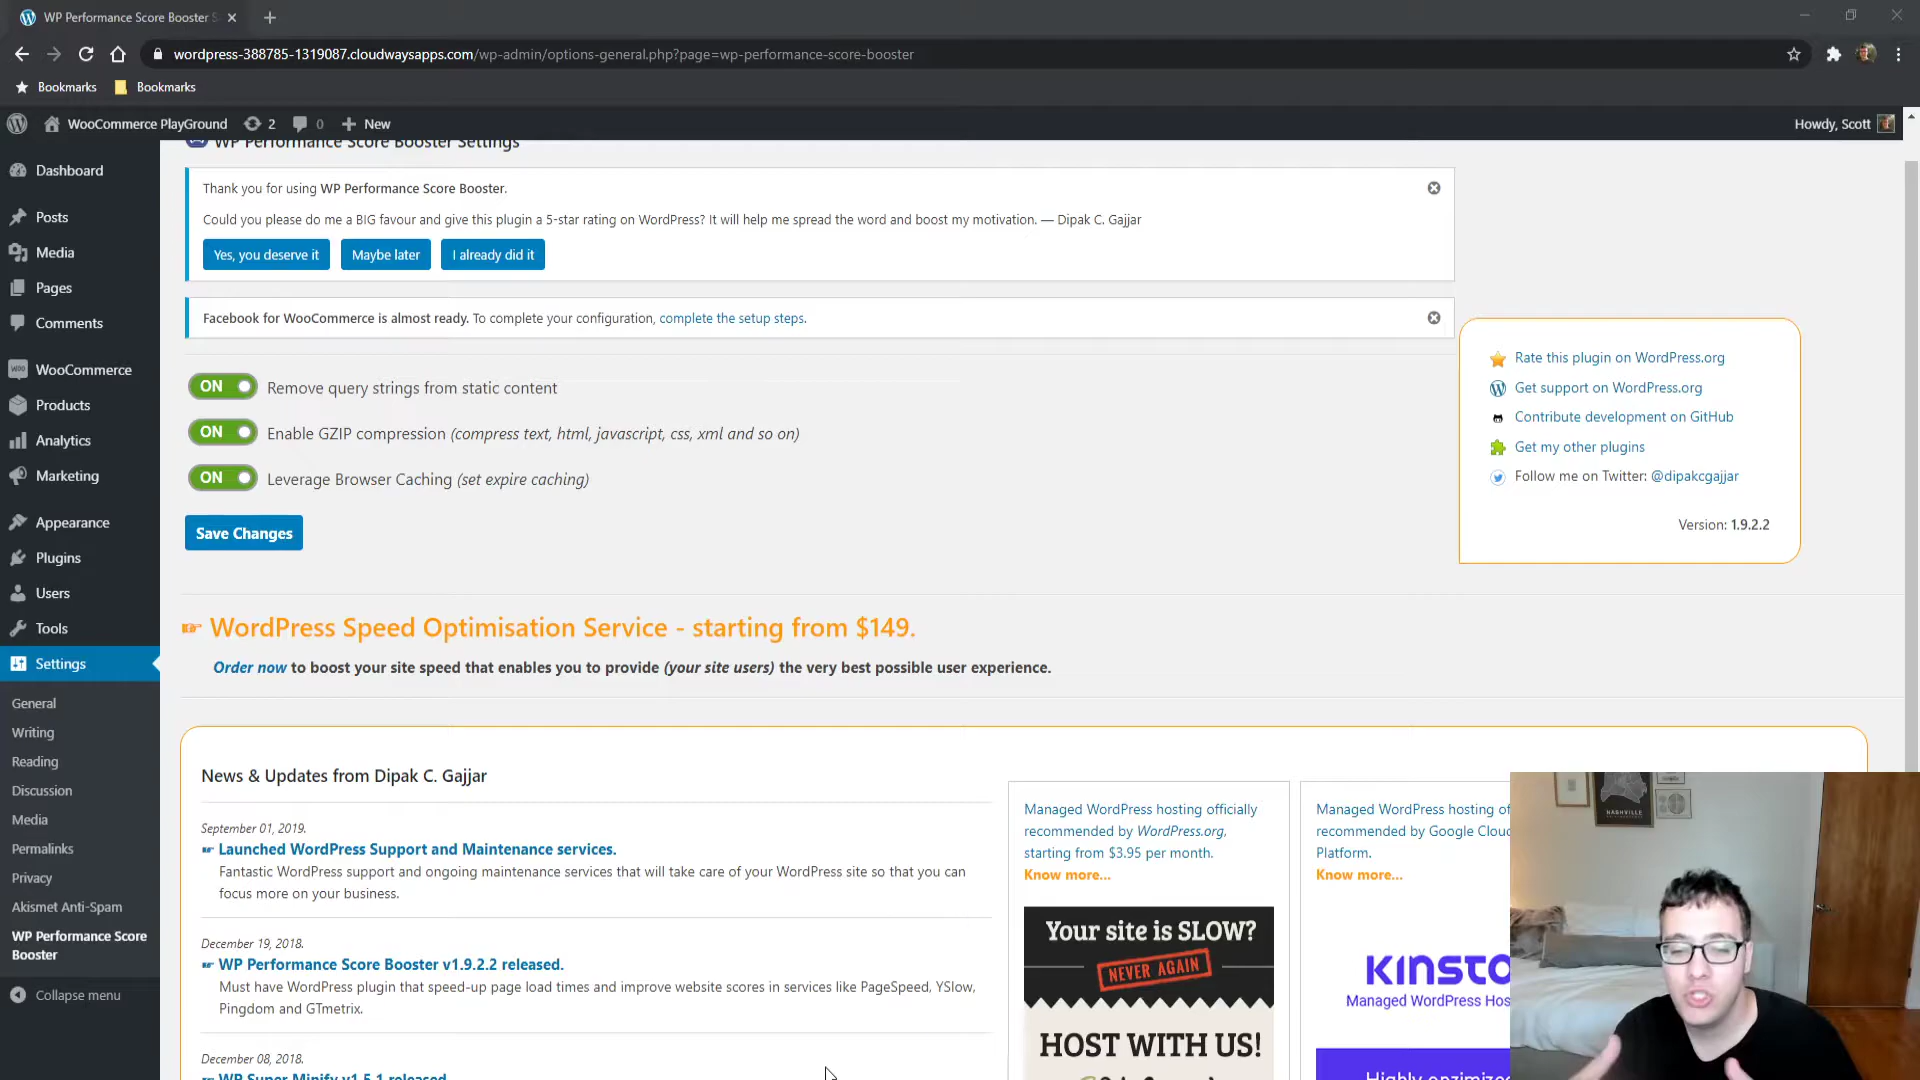 WP Performance Score Booster S
wordpress-388785-1319087.cloudwaysapps.com/wp-admin/options-general.php?page=wp-performance-score-booster
Bookmarks
Bookmarks
WooCommerce PlayGround
2
0
New
Howdy, Scott
Dashboard
Posts
Media
Pages
Comments
WooCommerce
Products
Analytics
Marketing
Appearance
Plugins
Users
Tools
Settings
General
Writing
Reading
Discussion
Media
Permalinks
Privacy
Akismet Anti-Spam
WP Performance Score
Booster
Collapse menu
WP Performance Score Booster Settings
Thank you for using WP Performance Score Booster.
Could you please do me a BIG favour and give this plugin a 5-star rating on WordPress? It will help me spread the word and boost my motivation. — Dipak C. Gajjar
Yes, you deserve it
Maybe later
I already did it
Facebook for WooCommerce is almost ready. To complete your configuration, complete the setup steps.
ON Remove query strings from static content
ON Enable GZIP compression (compress text, html, javascript, css, xml and so on)
ON Leverage Browser Caching (set expire caching)
Save Changes
Rate this plugin on WordPress.org
Get support on WordPress.org
Contribute development on GitHub
Get my other plugins
Follow me on Twitter: @dipakcgajjar
Version: 1.9.2.2
WordPress Speed Optimisation Service - starting from $149.
Order now to boost your site speed that enables you to provide (your site users) the very best possible user experience.
News & Updates from Dipak C. Gajjar
September 01, 2019.
Launched WordPress Support and Maintenance services.
Fantastic WordPress support and ongoing maintenance services that will take care of your WordPress site so that you can
focus more on your business.
December 19, 2018.
WP Performance Score Booster v1.9.2.2 released.
Must have WordPress plugin that speed-up page load times and improve website scores in services like PageSpeed, YSlow,
Pingdom and GTmetrix.
December 08, 2018.
WP Super Minify v1.5.1 released.
Managed WordPress hosting officially
recommended by WordPress.org,
starting from $3.95 per month.
Know more...
Your site is SLOW?
NEVER AGAIN
HOST WITH US!
Managed WordPress hosting of
recommended by Google Clou
Platform.
Know more...
KINSTA
Managed WordPress Hos
NASHVILLE